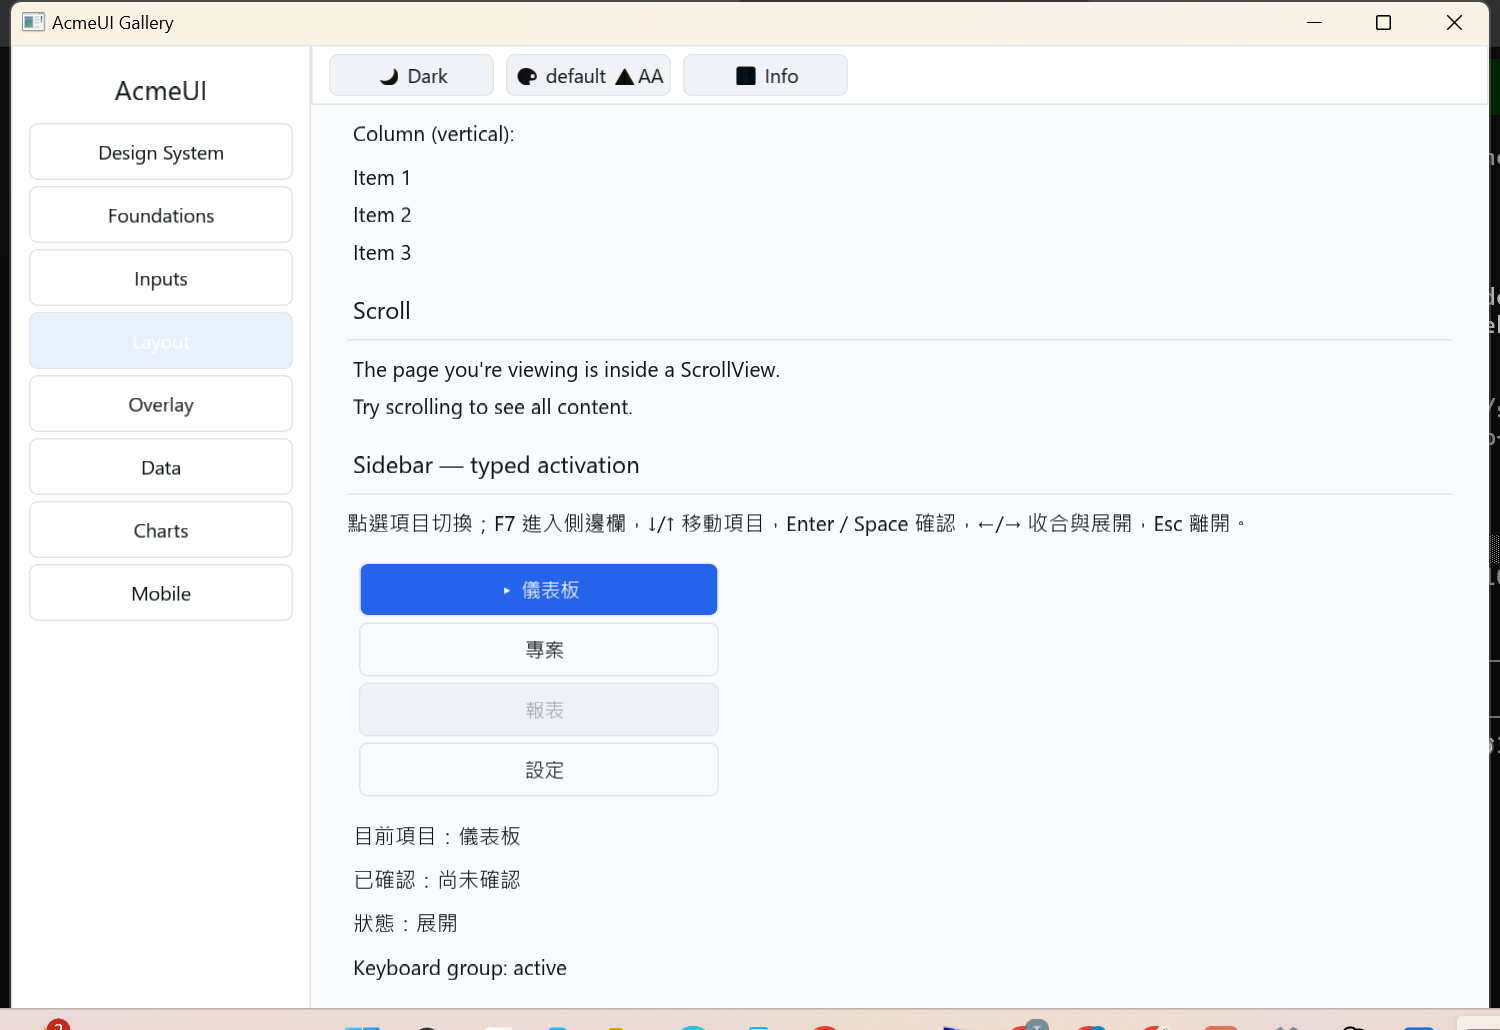 AcmeUI Gallery
AcmeUI
Design System
Foundations
Inputs
Layout
Overlay
Data
Charts
Mobile
Dark
default ▲AA
Info
Column (vertical):
Item 1
Item 2
Item 3
Scroll
The page you're viewing is inside a ScrollView.
Try scrolling to see all content.
Sidebar — typed activation
點選項目切換；F7 進入側邊欄，↓/↑ 移動項目，Enter / Space 確認，←/→ 收合與展開，Esc 離開。
▸ 儀表板
專案
報表
設定
目前項目：儀表板
已確認：尚未確認
狀態：展開
Keyboard group: active
2